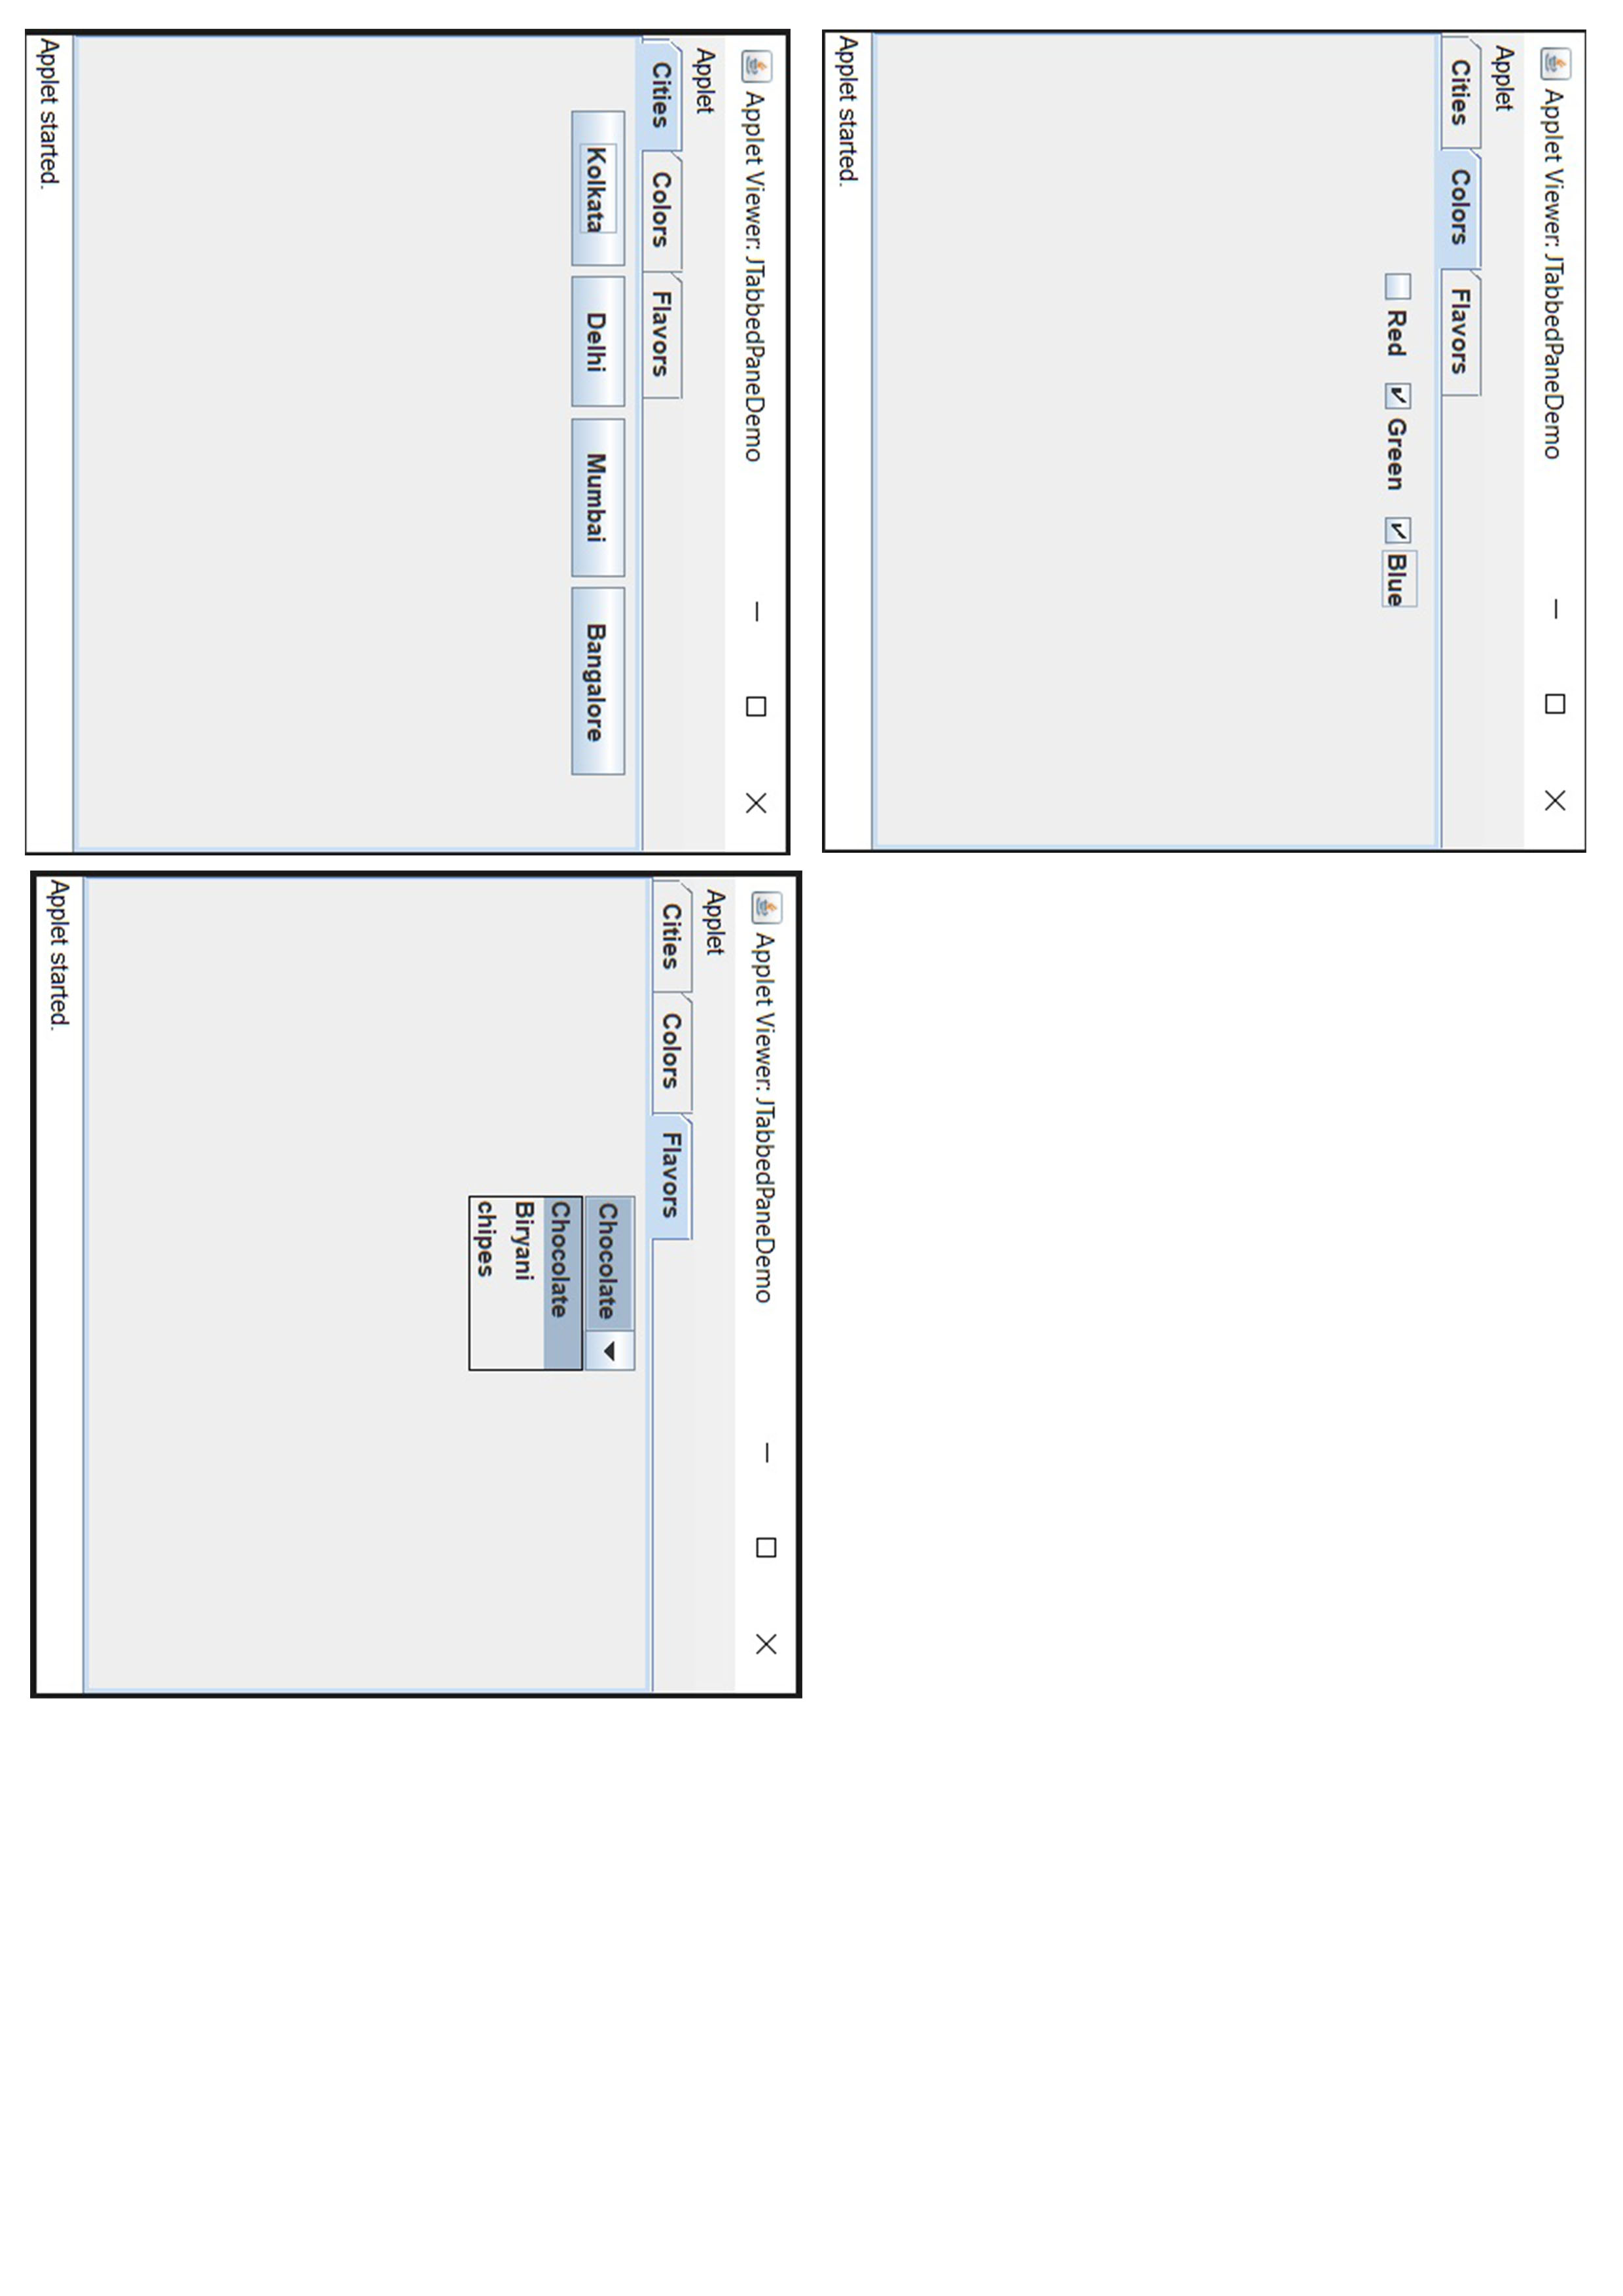 Applet Viewer: JTabbedPaneDemo
Applet
Cities Colors Flavors
Red Green Blue
Applet started.
Applet Viewer: JTabbedPaneDemo
Applet
Cities Colors Flavors
Kolkata Delhi Mumbai Bangalore
Applet started.
Applet Viewer: JTabbedPaneDemo
Applet
Cities Colors Flavors
Chocolate
Chocolate
Biryani
chipes
Applet started.